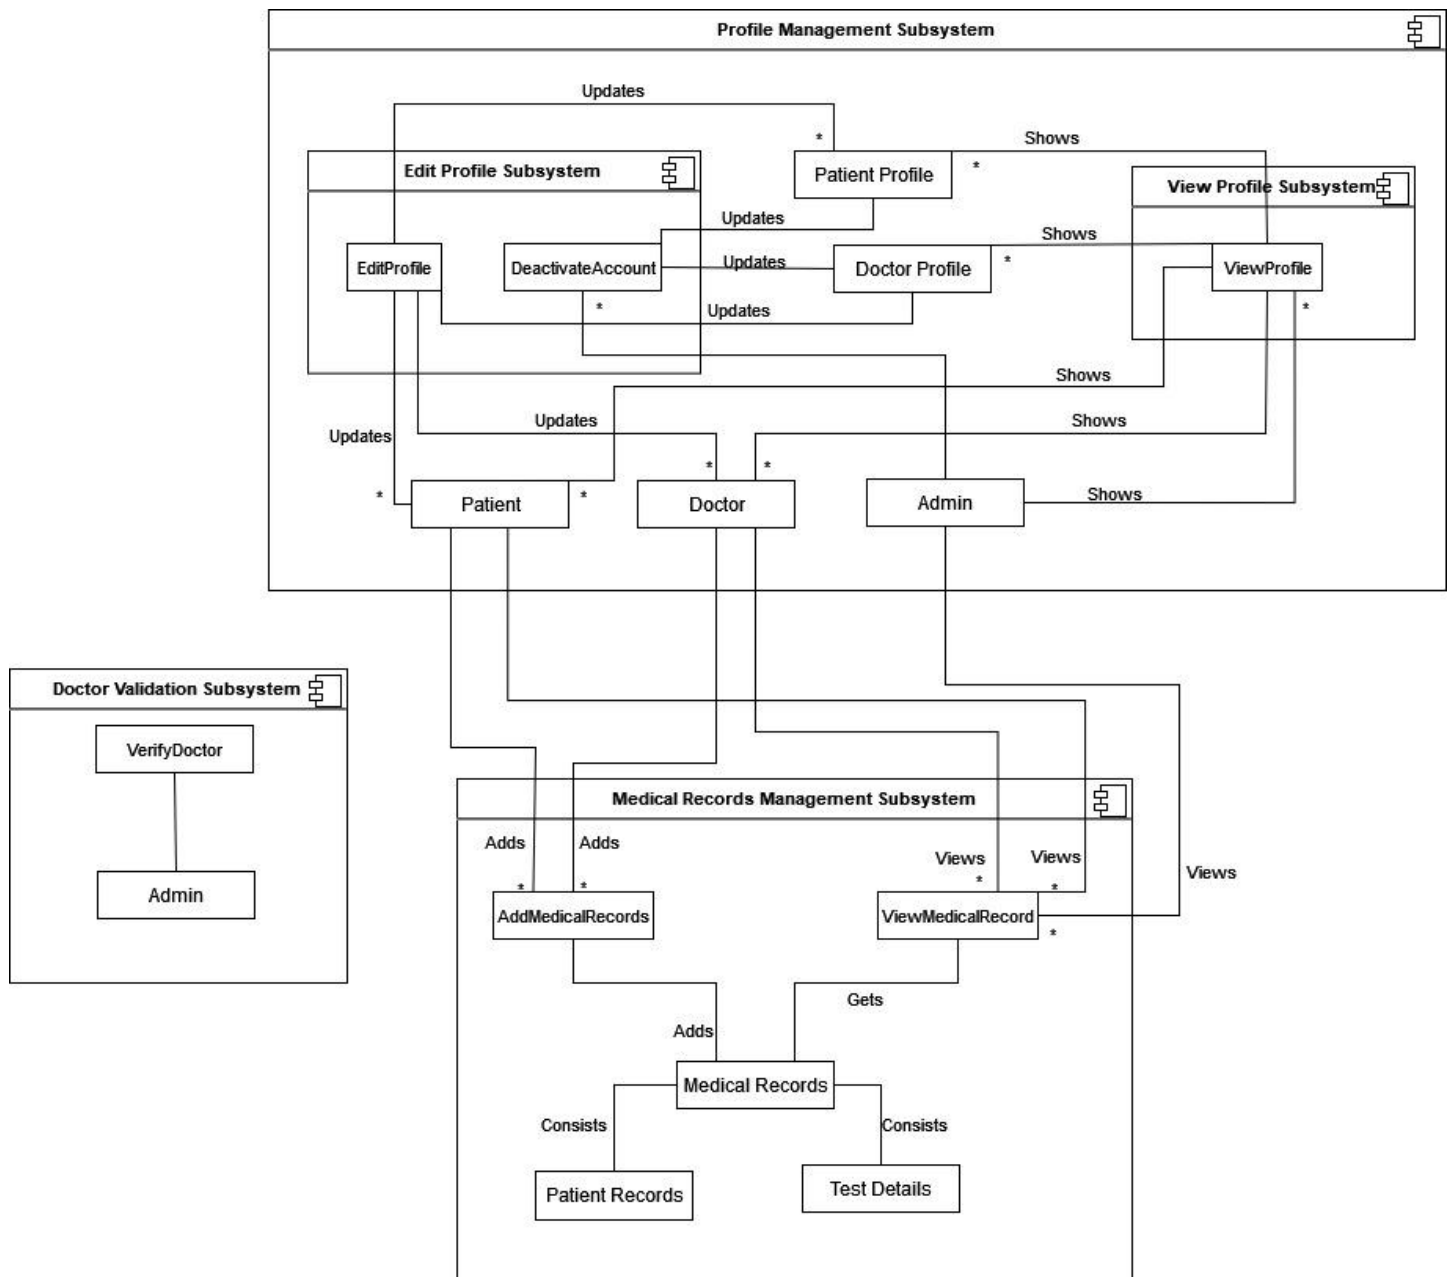 Profile Management Subsystem
Updates
*
Shows
*
Patient Profile
Edit Profile Subsystem
View Profile Subsystem
Updates
Shows
*
EditProfile
DeactivateAccount
Updates
Doctor Profile
ViewProfile
*
Updates
*
Shows
Updates
Updates
Shows
*
*
*
*
*
Patient
Doctor
Admin
Shows
Doctor Validation Subsystem
VerifyDoctor
Admin
Medical Records Management Subsystem
Adds
Adds
Views
Views
Views
*
*
*
*
*
AddMedicalRecords
ViewMedicalRecord
Gets
Adds
Medical Records
Consists
Consists
Patient Records
Test Details